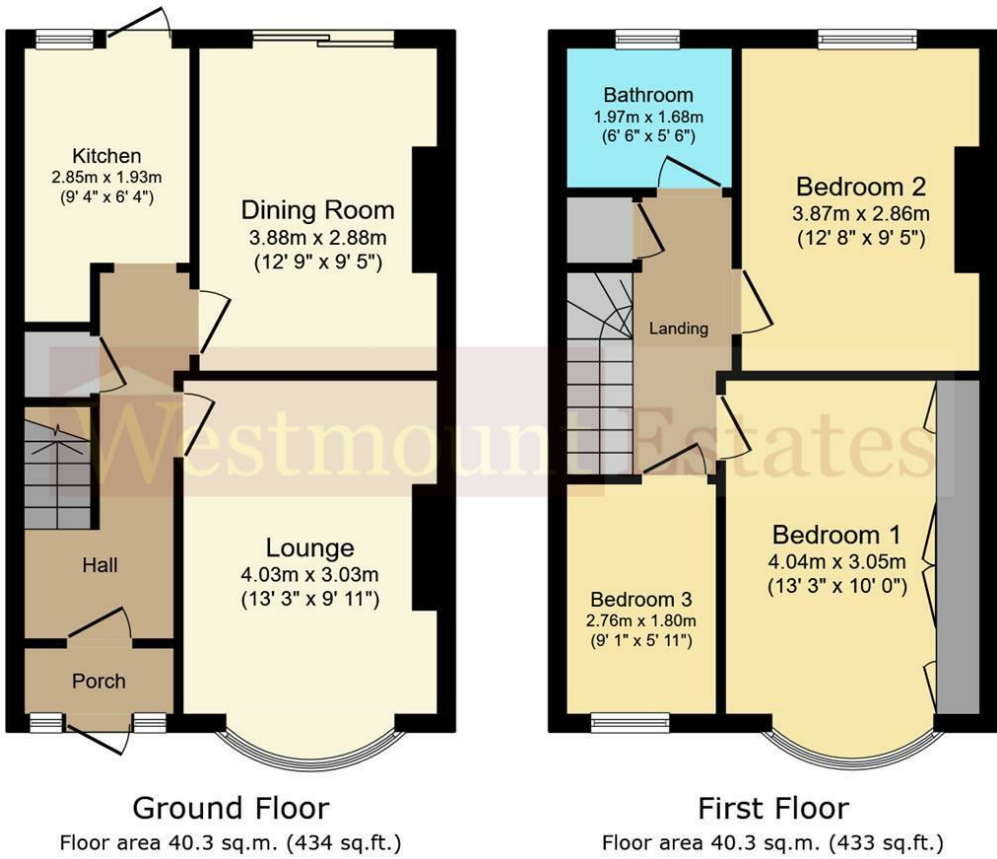 Kitchen
2.85m x 1.93m
(9' 4" x 6' 4")
Dining Room
3.88m x 2.88m
(12' 9" x 9' 5")
Hall
Lounge
4.03m x 3.03m
(13' 3" x 9' 11")
Porch
Bathroom
1.97m x 1.68m
(6' 6" x 5' 6")
Bedroom 2
3.87m x 2.86m
(12' 8" x 9' 5")
Landing
Bedroom 1
4.04m x 3.05m
(13' 3" x 10' 0")
Bedroom 3
2.76m x 1.80m
(9' 1" x 5' 11")
Westmount Estates
Ground Floor
Floor area 40.3 sq.m. (434 sq.ft.)
First Floor
Floor area 40.3 sq.m. (433 sq.ft.)